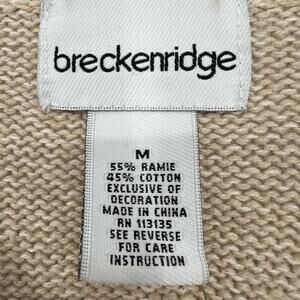 breckenridge
M
55% RAMIE
45% COTTON
EXCLUSIVE OF
DECORATION
MADE IN CHINA
RN 113135
SEE REVERSE
FOR CARE
INSTRUCTION